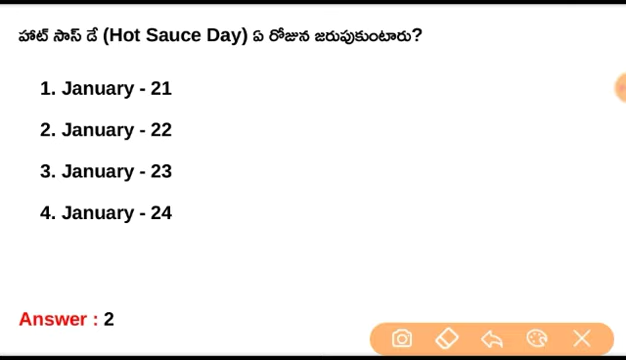 హాట్ సాస్ డే (Hot Sauce Day) ఏ రోజున జరుపుకుంటారు?
1. January - 21
2. January - 22
3. January - 23
4. January - 24
Answer : 2